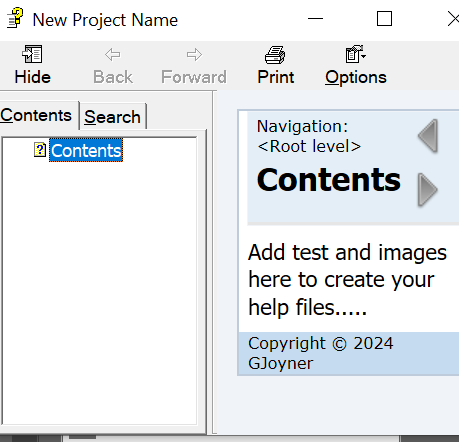 New Project Name
Hide Back Forward Print Options
Contents Search
Contents
Navigation:
<Root level>
Contents
Add test and images
here to create your
help files.....
Copyright © 2024
GJoyner